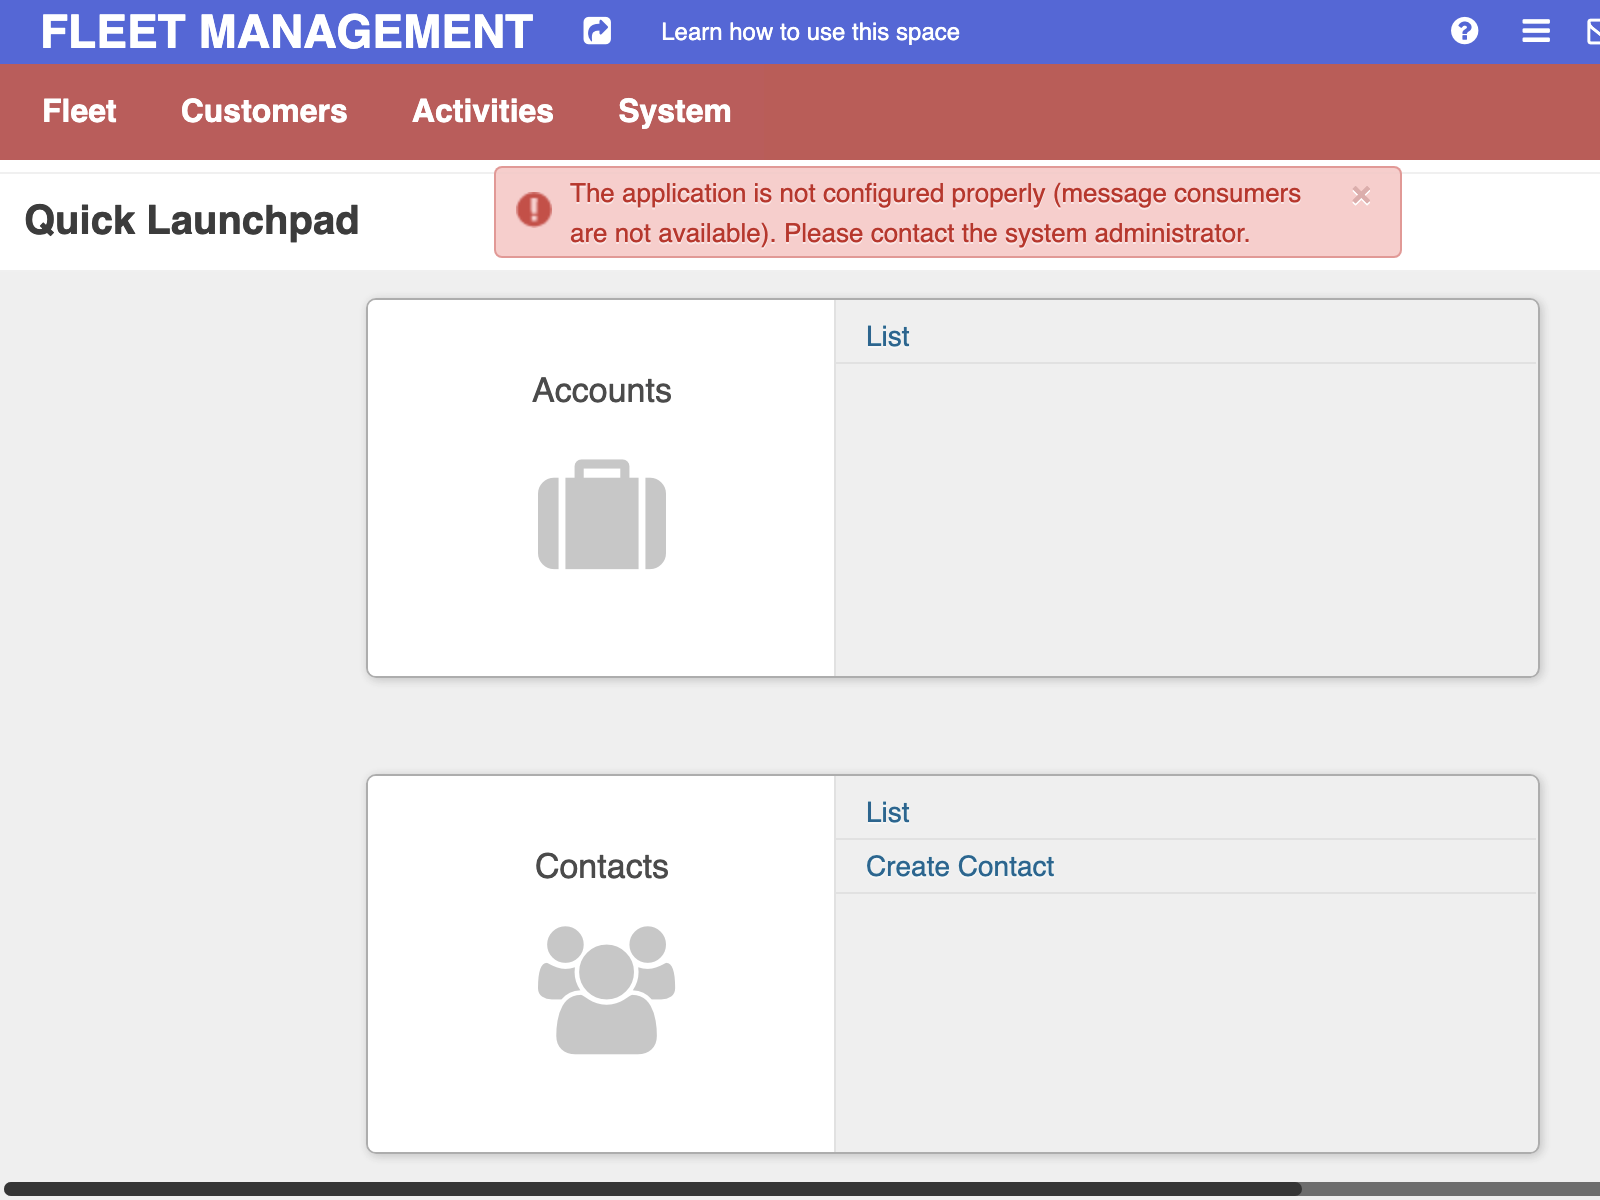 FLEET MANAGEMENT
Learn how to use this space
Fleet
Customers
Activities
System
Quick Launchpad
The application is not configured properly (message consumers
are not available). Please contact the system administrator.
Accounts
List
Contacts
List
Create Contact